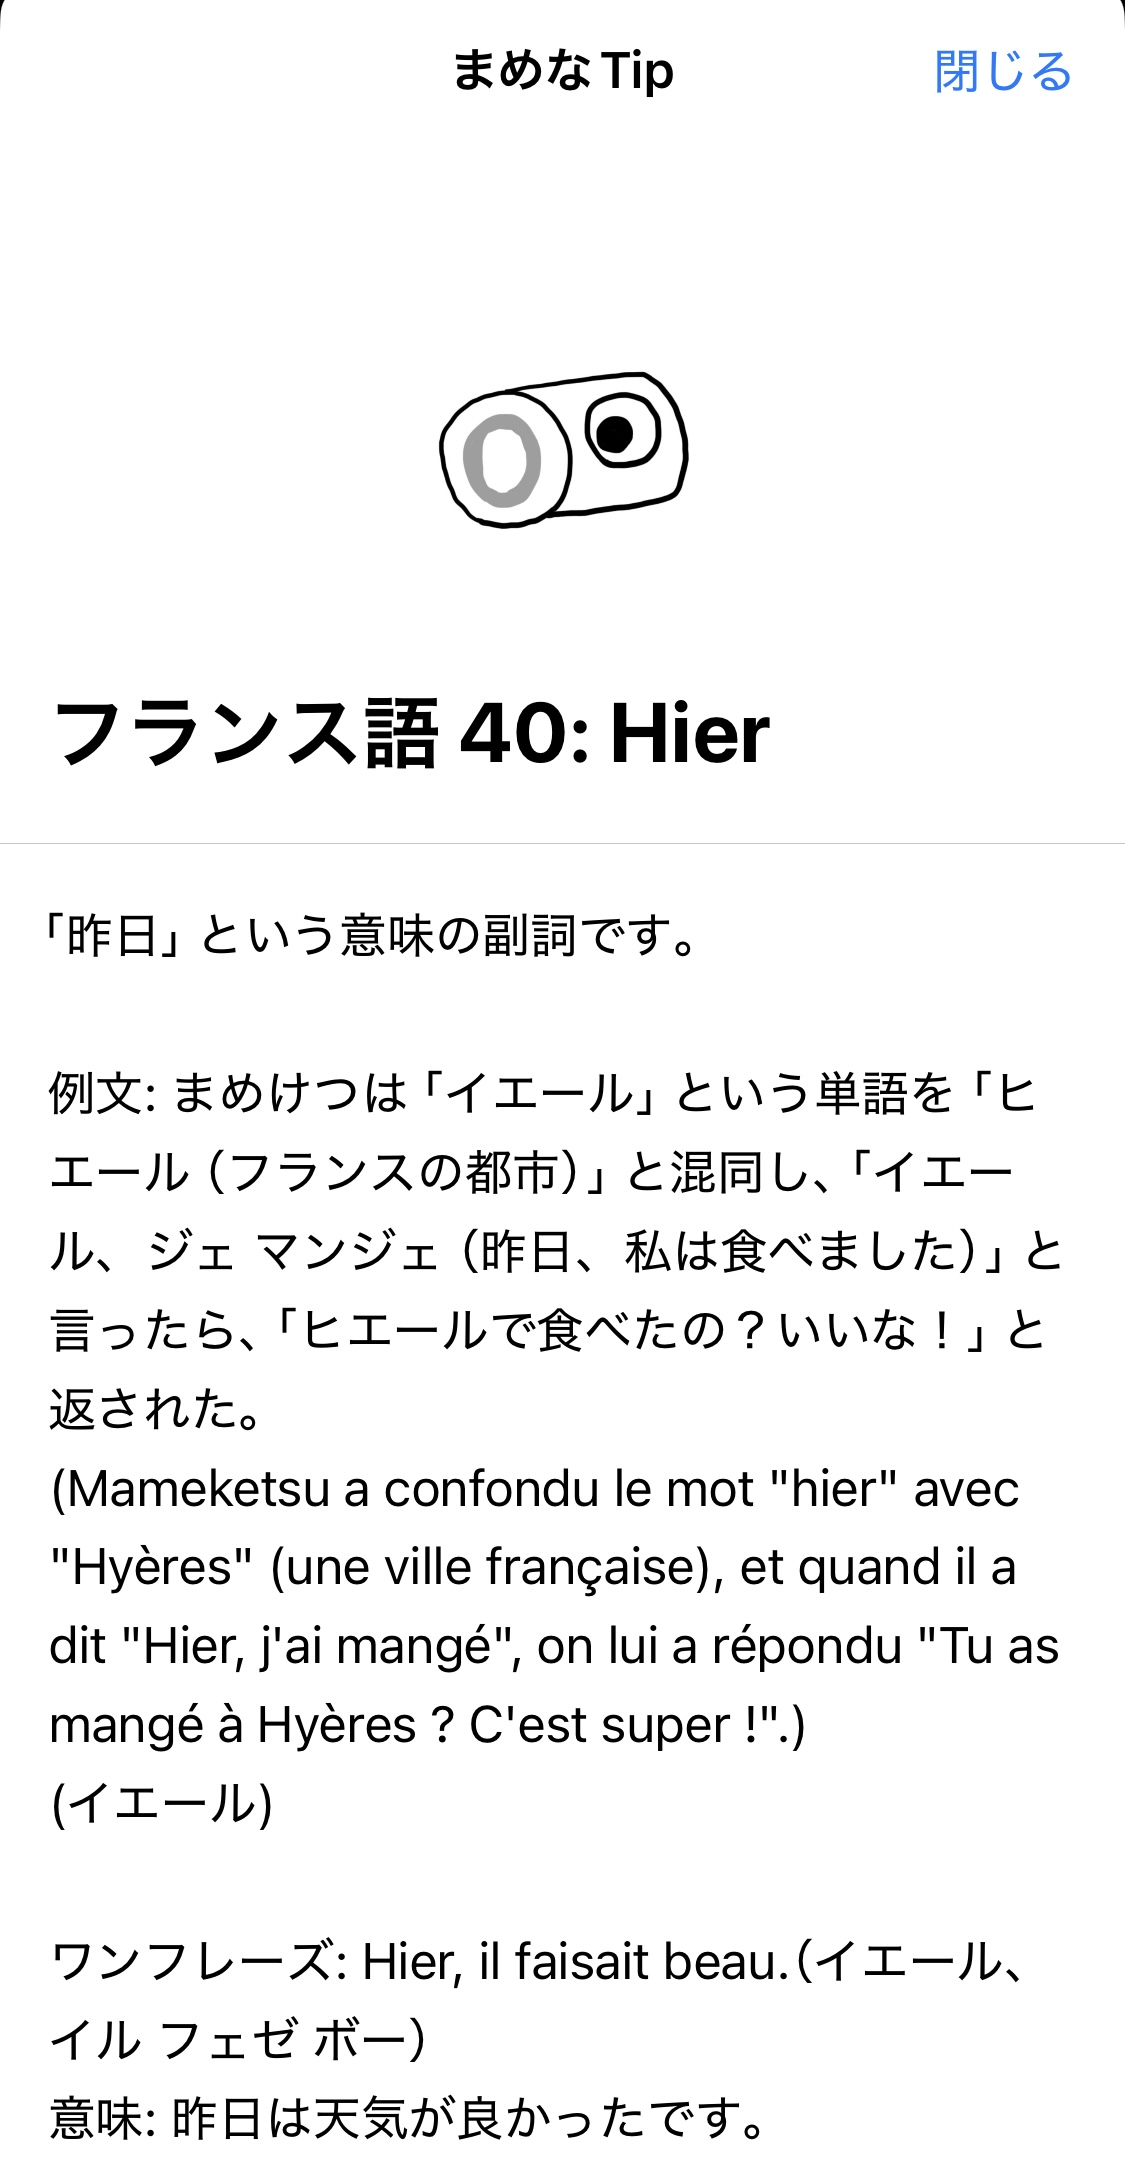 まめな Tip
閉じる
フランス語 40: Hier
「昨日」という意味の副詞です。
例文: まめけつは「イエール」という単語を「ヒ
エール（フランスの都市）」と混同し、「イエー
ル、ジェ マンジェ（昨日、私は食べました）」と
言ったら、「ヒエールで食べたの？いいな！」と
返された。
(Mameketsu a confondu le mot "hier" avec
"Hyères" (une ville française), et quand il a
dit "Hier, j'ai mangé", on lui a répondu "Tu as
mangé à Hyères ? C'est super !".)
(イエール)
ワンフレーズ: Hier, il faisait beau.（イエール、
イル フェゼ ボー）
意味: 昨日は天気が良かったです。